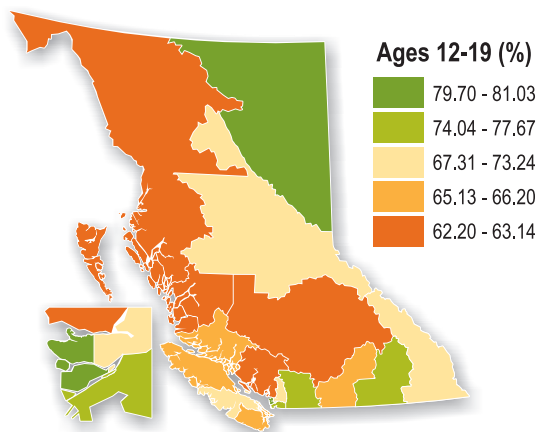 Ages 12-19 (%)
79.70 - 81.03
74.04 - 77.67
67.31 - 73.24
65.13 - 66.20
62.20 - 63.14